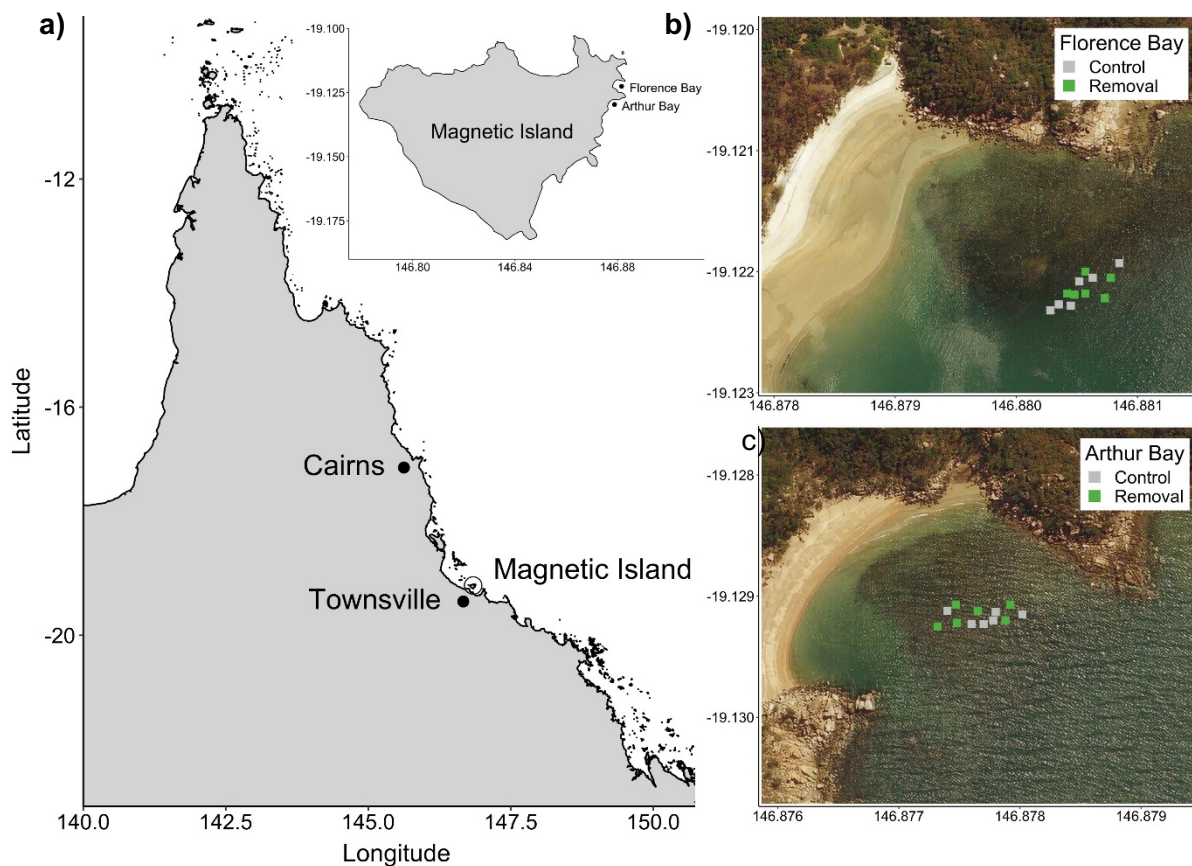 a)
-12
-16
-20
Latitude
140.0
142.5
145.0
147.5
150.0
Longitude
Cairns
Townsville
Magnetic Island
-19.100
-19.125
-19.150
-19.175
146.80
146.84
146.88
Magnetic Island
Florence Bay
Arthur Bay
b)
Florence Bay
Control
Removal
-19.120
-19.121
-19.122
-19.123
146.878
146.879
146.880
146.881
c)
Arthur Bay
Control
Removal
-19.128
-19.129
-19.130
146.876
146.877
146.878
146.879